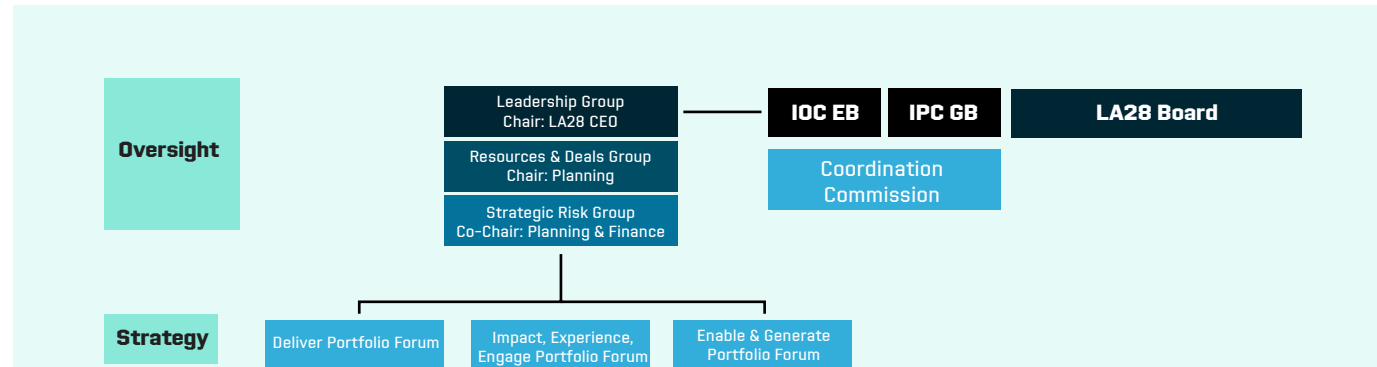 Oversight
Leadership Group
Chair: LA28 CEO
IOC EB
IPC GB
LA28 Board
Resources & Deals Group
Chair: Planning
Coordination
Commission
Strategic Risk Group
Co-Chair: Planning & Finance
Strategy
Deliver Portfolio Forum
Impact, Experience,
Engage Portfolio Forum
Enable & Generate
Portfolio Forum